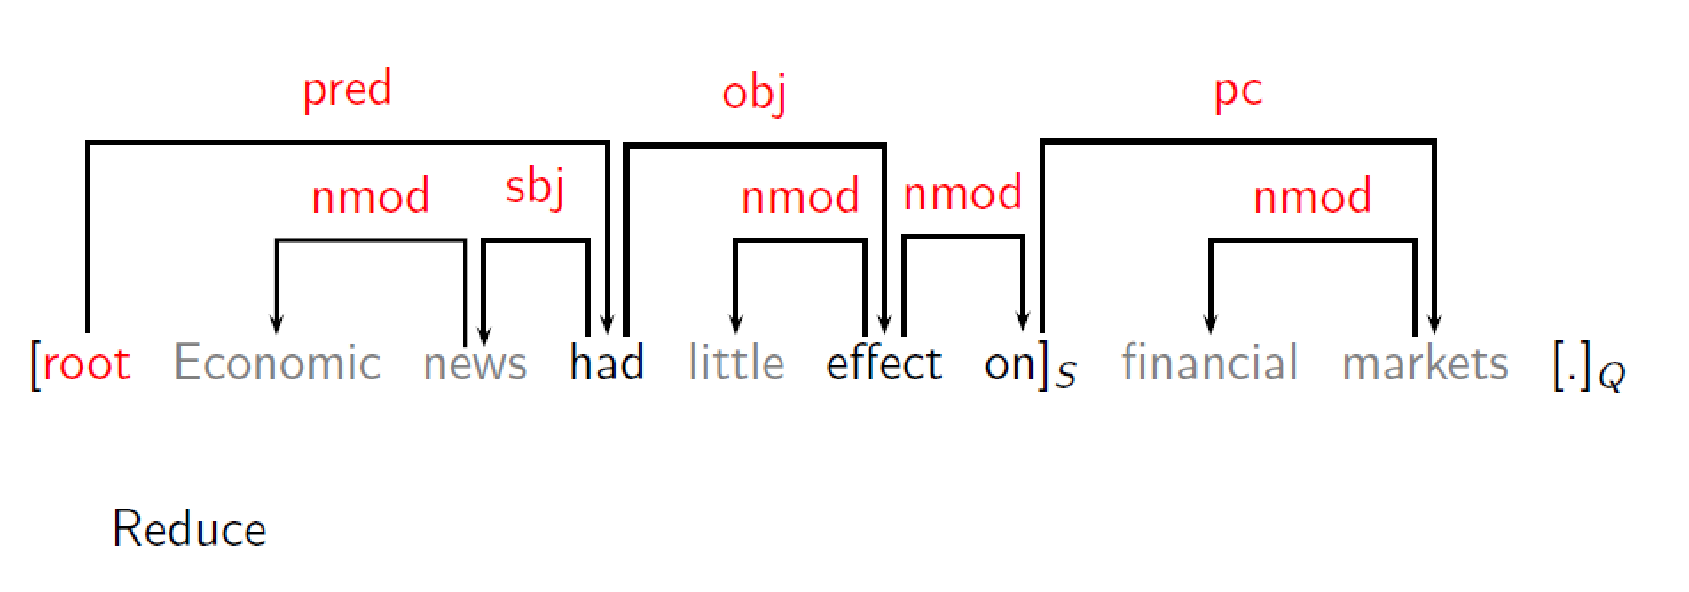 pred obj pc
nmod sbj nmod nmod nmod
[root Economic news had little effect on]S financial markets [.]Q
Reduce